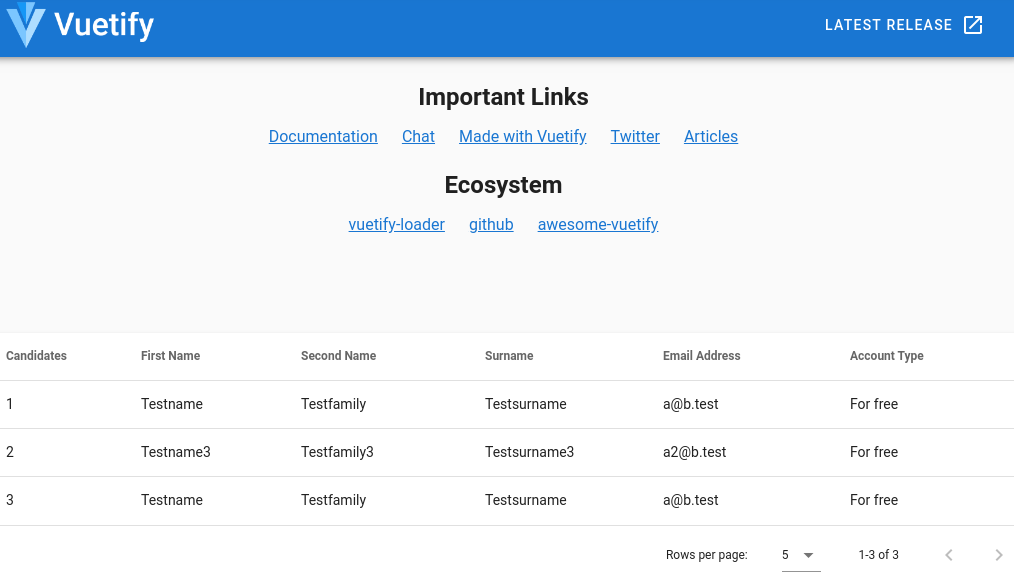 Vuetify LATEST RELEASE
Important Links
Documentation Chat Made with Vuetify Twitter Articles
Ecosystem
vuetify-loader github awesome-vuetify
Candidates First Name Second Name Surname Email Address Account Type
1 Testname Testfamily Testsurname a@b.test For free
2 Testname3 Testfamily3 Testsurname3 a2@b.test For free
3 Testname Testfamily Testsurname a@b.test For free
Rows per page: 5 1-3 of 3